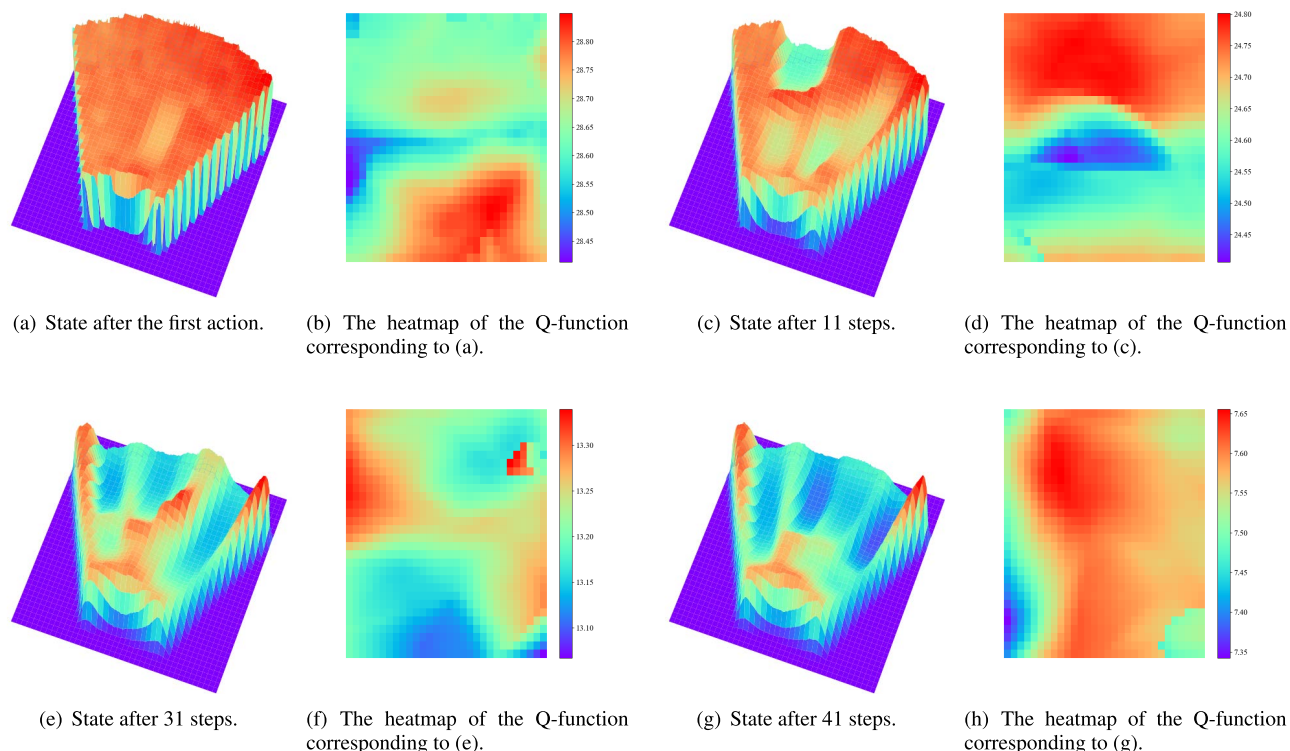 28.80
28.75
28.70
28.65
28.60
28.55
28.50
28.45
24.80
24.75
24.70
24.65
24.60
24.55
24.50
24.45
(a) State after the first action.
(b) The heatmap of the Q-function
corresponding to (a).
(c) State after 11 steps.
(d) The heatmap of the Q-function
corresponding to (c).
13.30
13.25
13.20
13.15
13.10
7.65
7.60
7.55
7.50
7.45
7.40
7.35
(e) State after 31 steps.
(f) The heatmap of the Q-function
corresponding to (e).
(g) State after 41 steps.
(h) The heatmap of the Q-function
corresponding to (g).